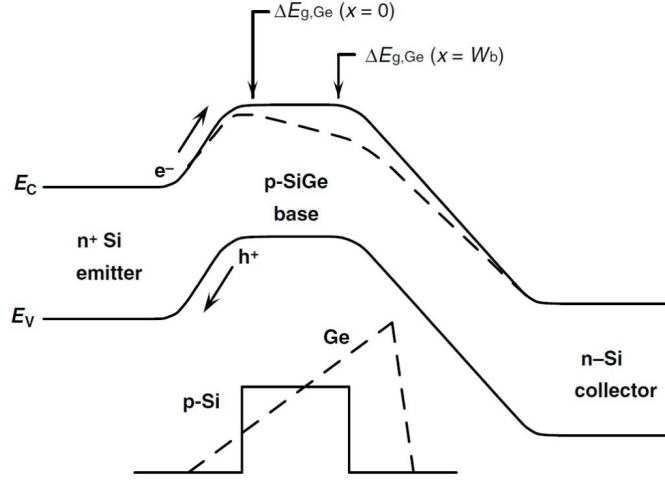 ΔEg,Ge (x = 0)
ΔEg,Ge (x = Wb)
e–
EC
p-SiGe
base
n+ Si
emitter
h+
EV
Ge
p-Si
n–Si
collector